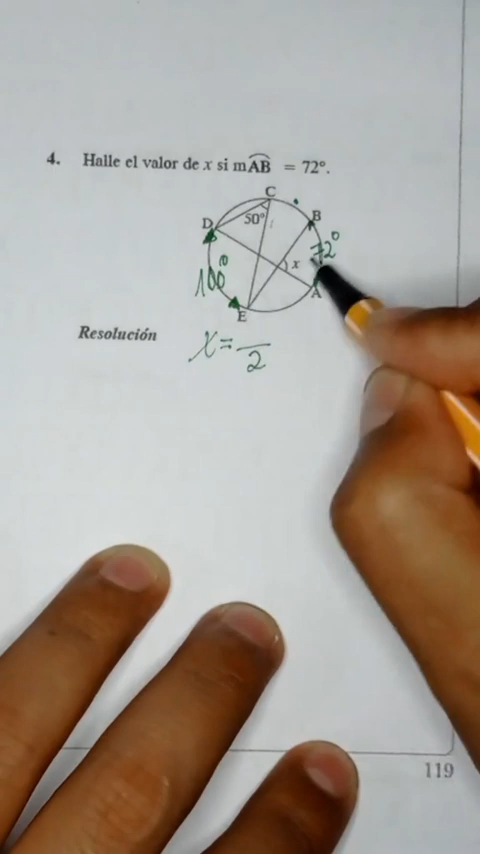 4. Halle el valor de x si mAB = 72°.
C
B
D
50°
72°
x
100°
A
E
Resolución
x = 
2
119